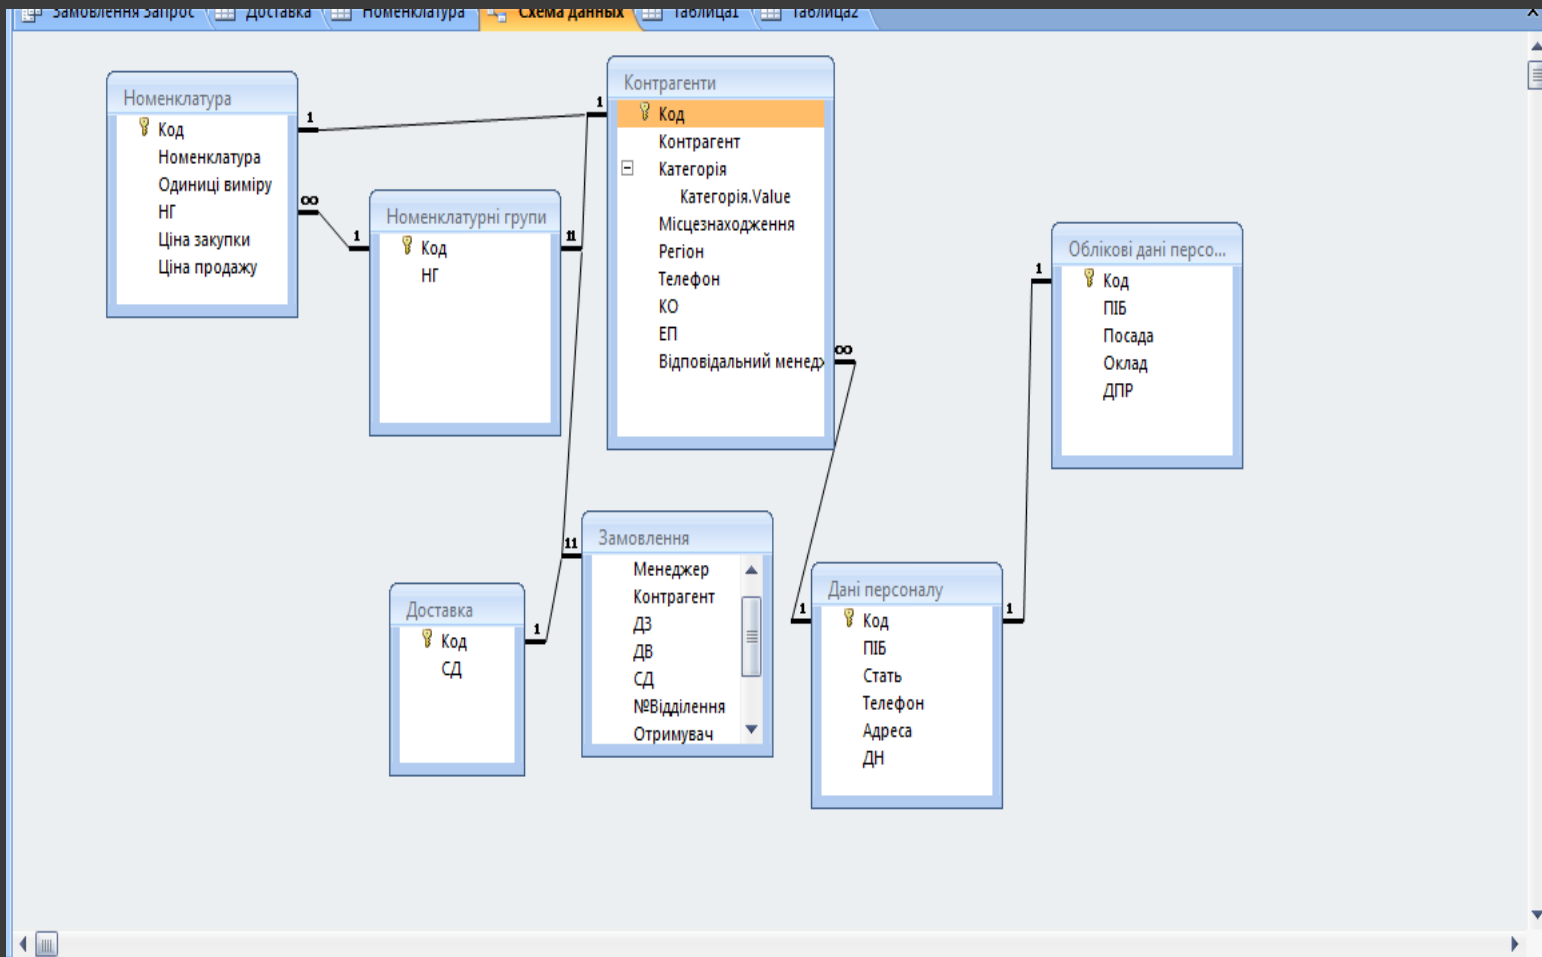 Замовлення Запрос
Доставка
Номенклатура
Схема данных
Таблица1
Таблица2
Номенклатура
Код
Номенклатура
Одиниці виміру
НГ
Ціна закупки
Ціна продажу
1
∞
Номенклатурні групи
Код
НГ
1
11
Контрагенти
Код
Контрагент
Категорія
Категорія.Value
Місцезнаходження
Регіон
Телефон
КО
ЕП
Відповідальний менедж
1
∞
Облікові дані персо...
Код
ПІБ
Посада
Оклад
ДПР
1
Замовлення
Менеджер
Контрагент
ДЗ
ДВ
СД
№Відділення
Отримувач
11
Доставка
Код
СД
1
Дані персоналу
Код
ПІБ
Стать
Телефон
Адреса
ДН
1
1